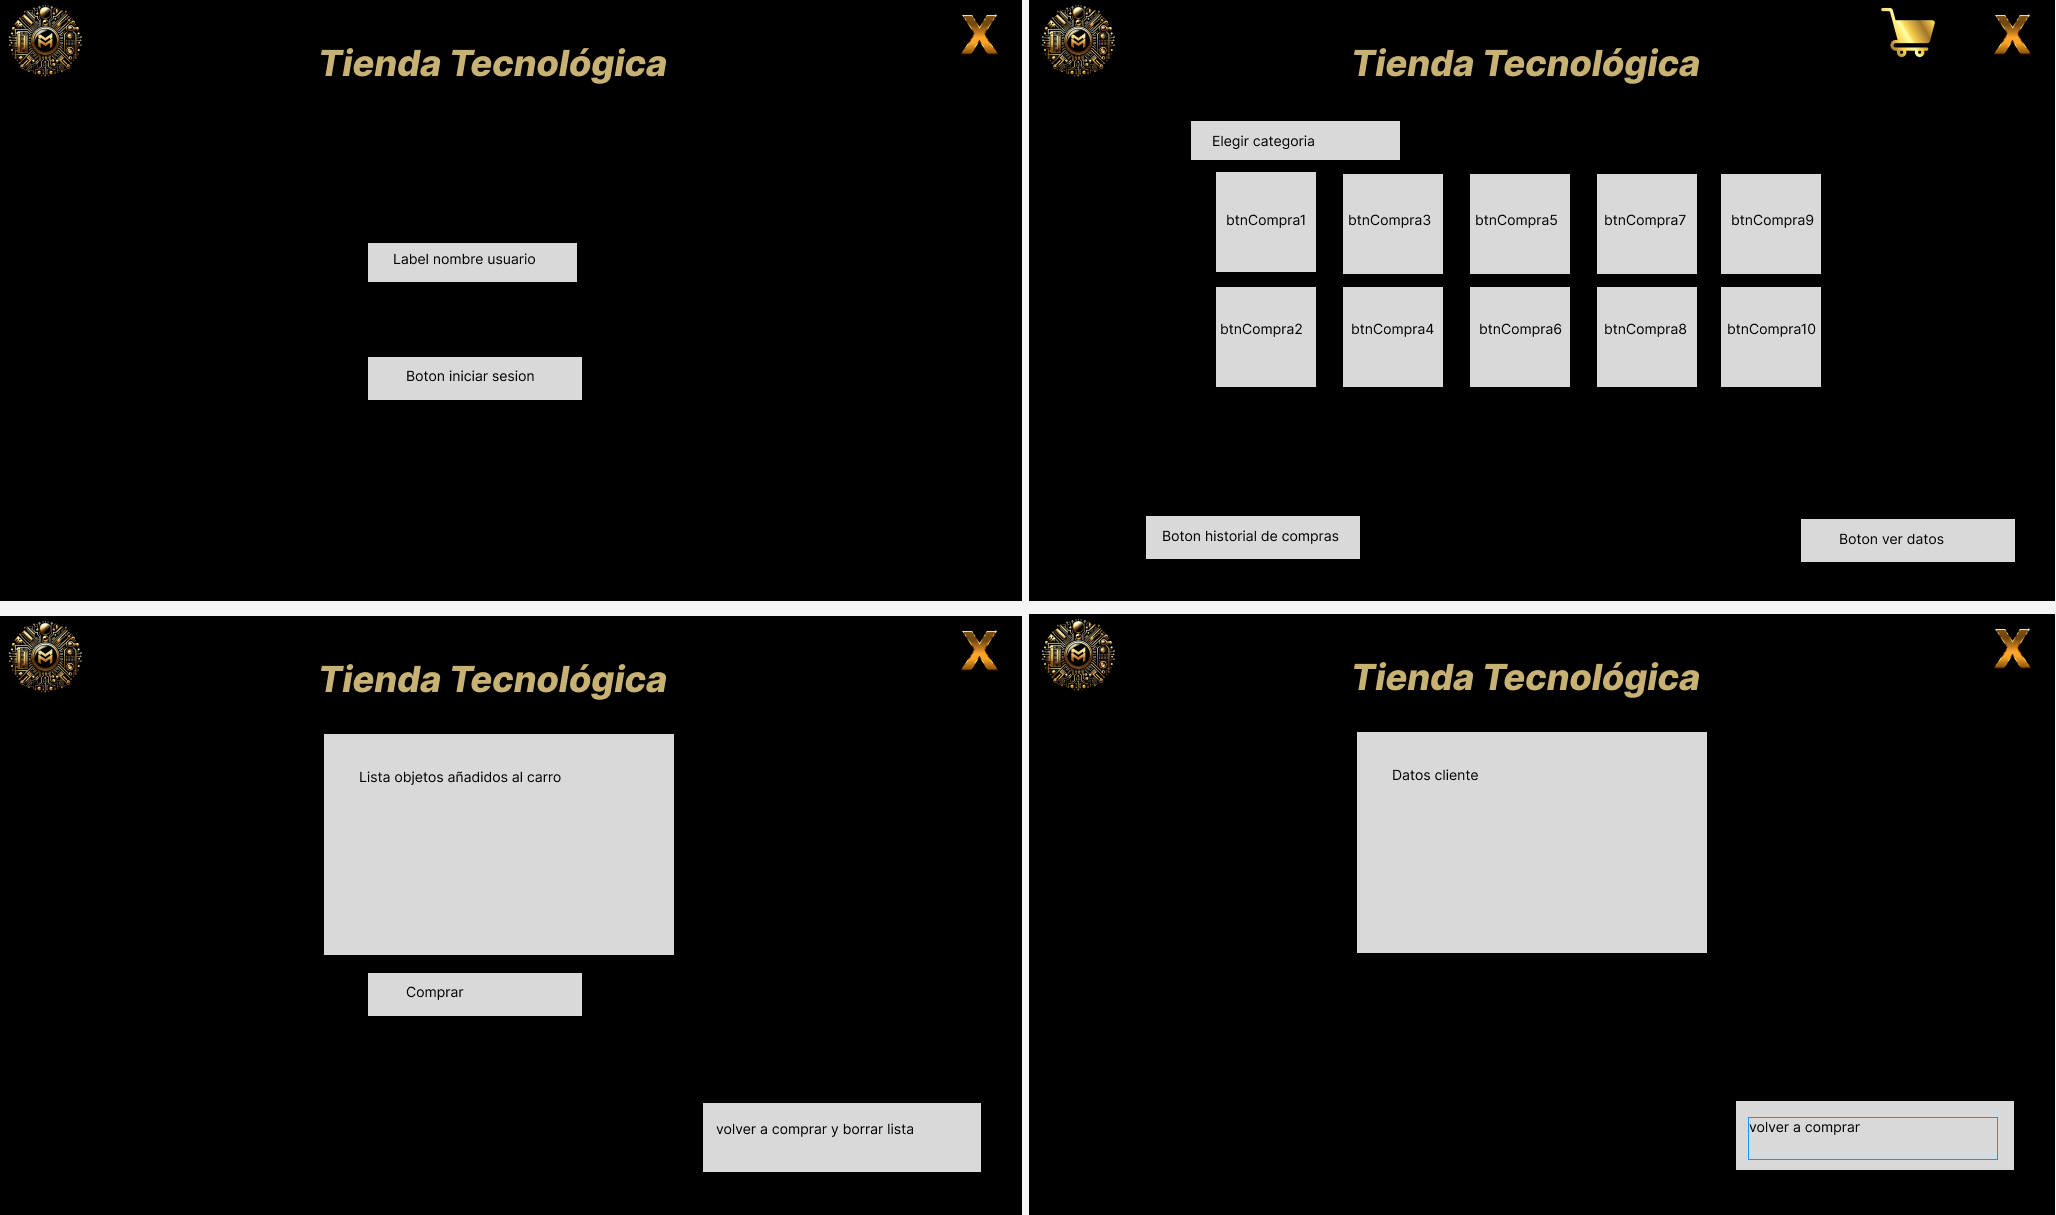 Tienda Tecnológica
X
Label nombre usuario
Boton iniciar sesion
Tienda Tecnológica
X
Elegir categoria
btnCompra1
btnCompra3
btnCompra5
btnCompra7
btnCompra9
btnCompra2
btnCompra4
btnCompra6
btnCompra8
btnCompra10
Boton historial de compras
Boton ver datos
Tienda Tecnológica
X
Lista objetos añadidos al carro
Comprar
volver a comprar y borrar lista
Tienda Tecnológica
X
Datos cliente
volver a comprar